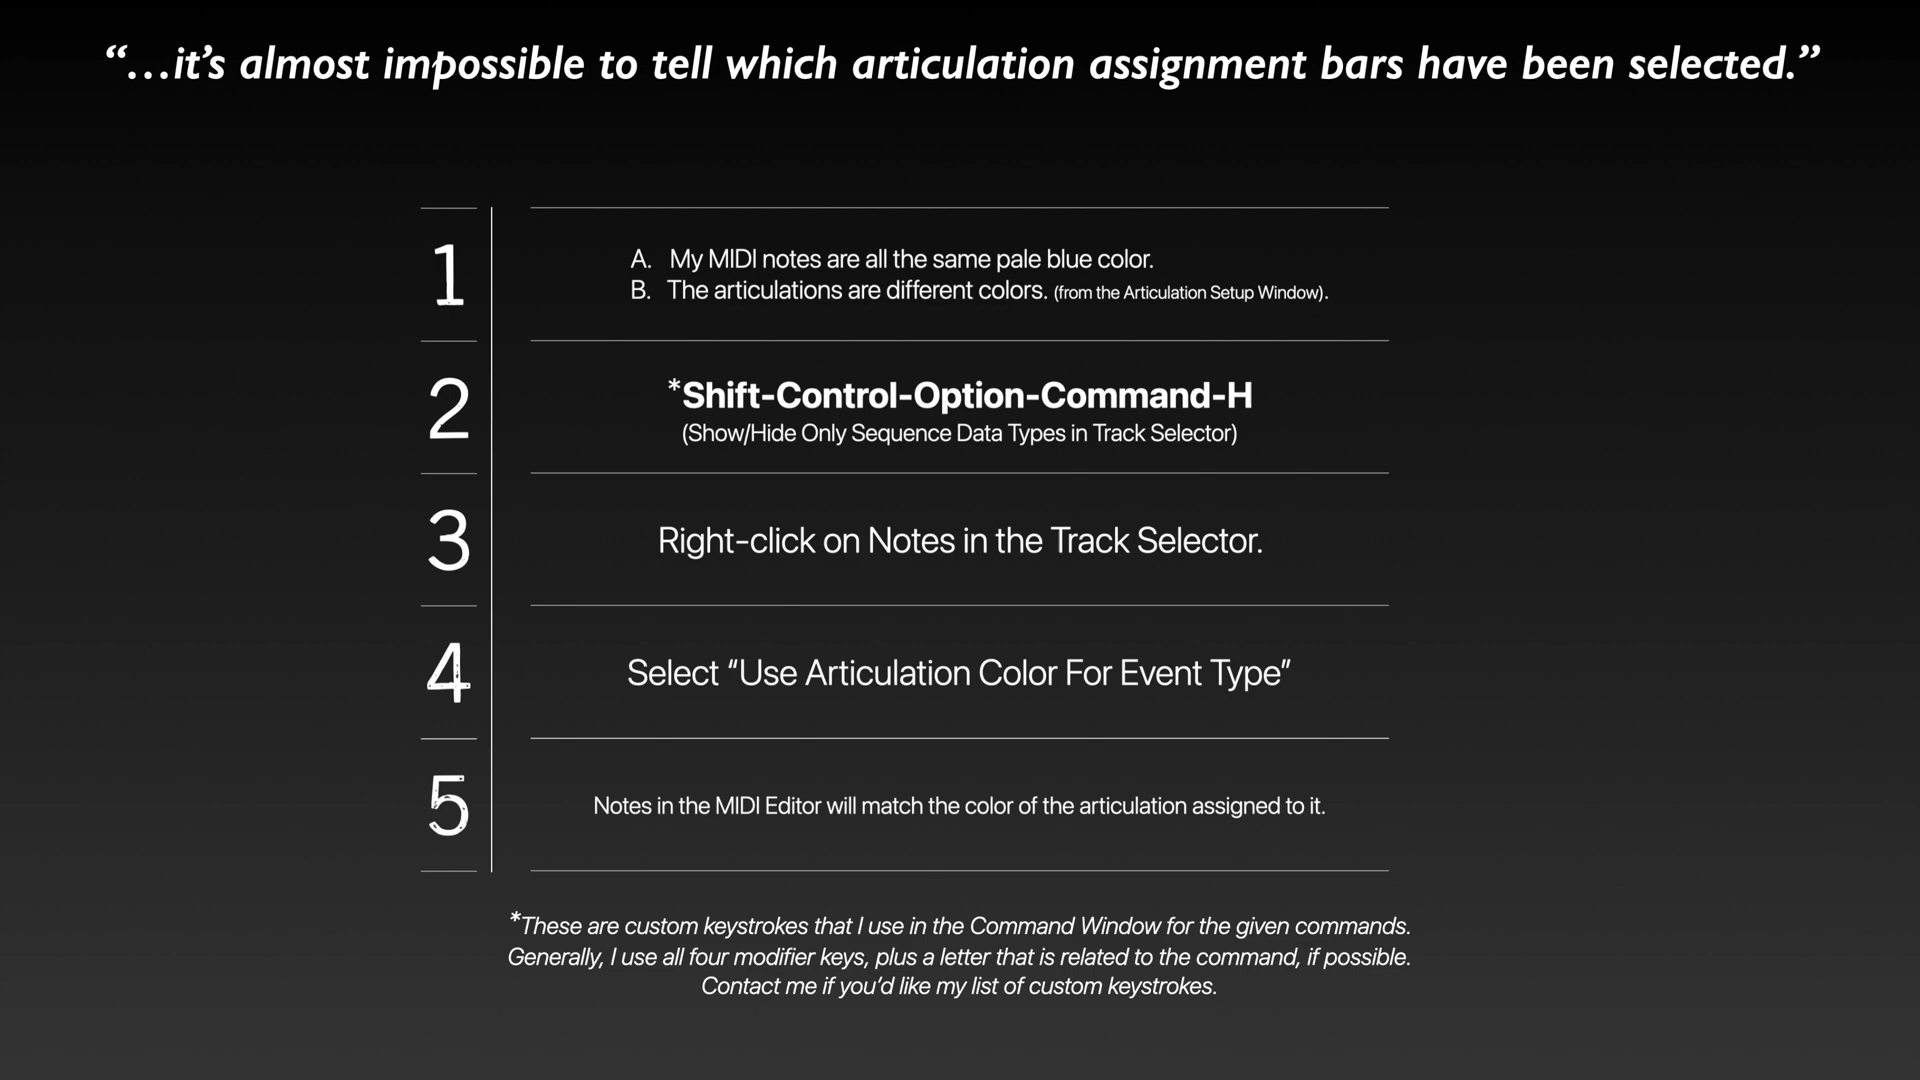 “…it’s almost impossible to tell which articulation assignment bars have been selected.”
1
A. My MIDI notes are all the same pale blue color.
B. The articulations are different colors. (from the Articulation Setup Window).
2
*Shift-Control-Option-Command-H
(Show/Hide Only Sequence Data Types in Track Selector)
3
Right-click on Notes in the Track Selector.
4
Select “Use Articulation Color For Event Type”
5
Notes in the MIDI Editor will match the color of the articulation assigned to it.
*These are custom keystrokes that I use in the Command Window for the given commands.
Generally, I use all four modifier keys, plus a letter that is related to the command, if possible.
Contact me if you’d like my list of custom keystrokes.